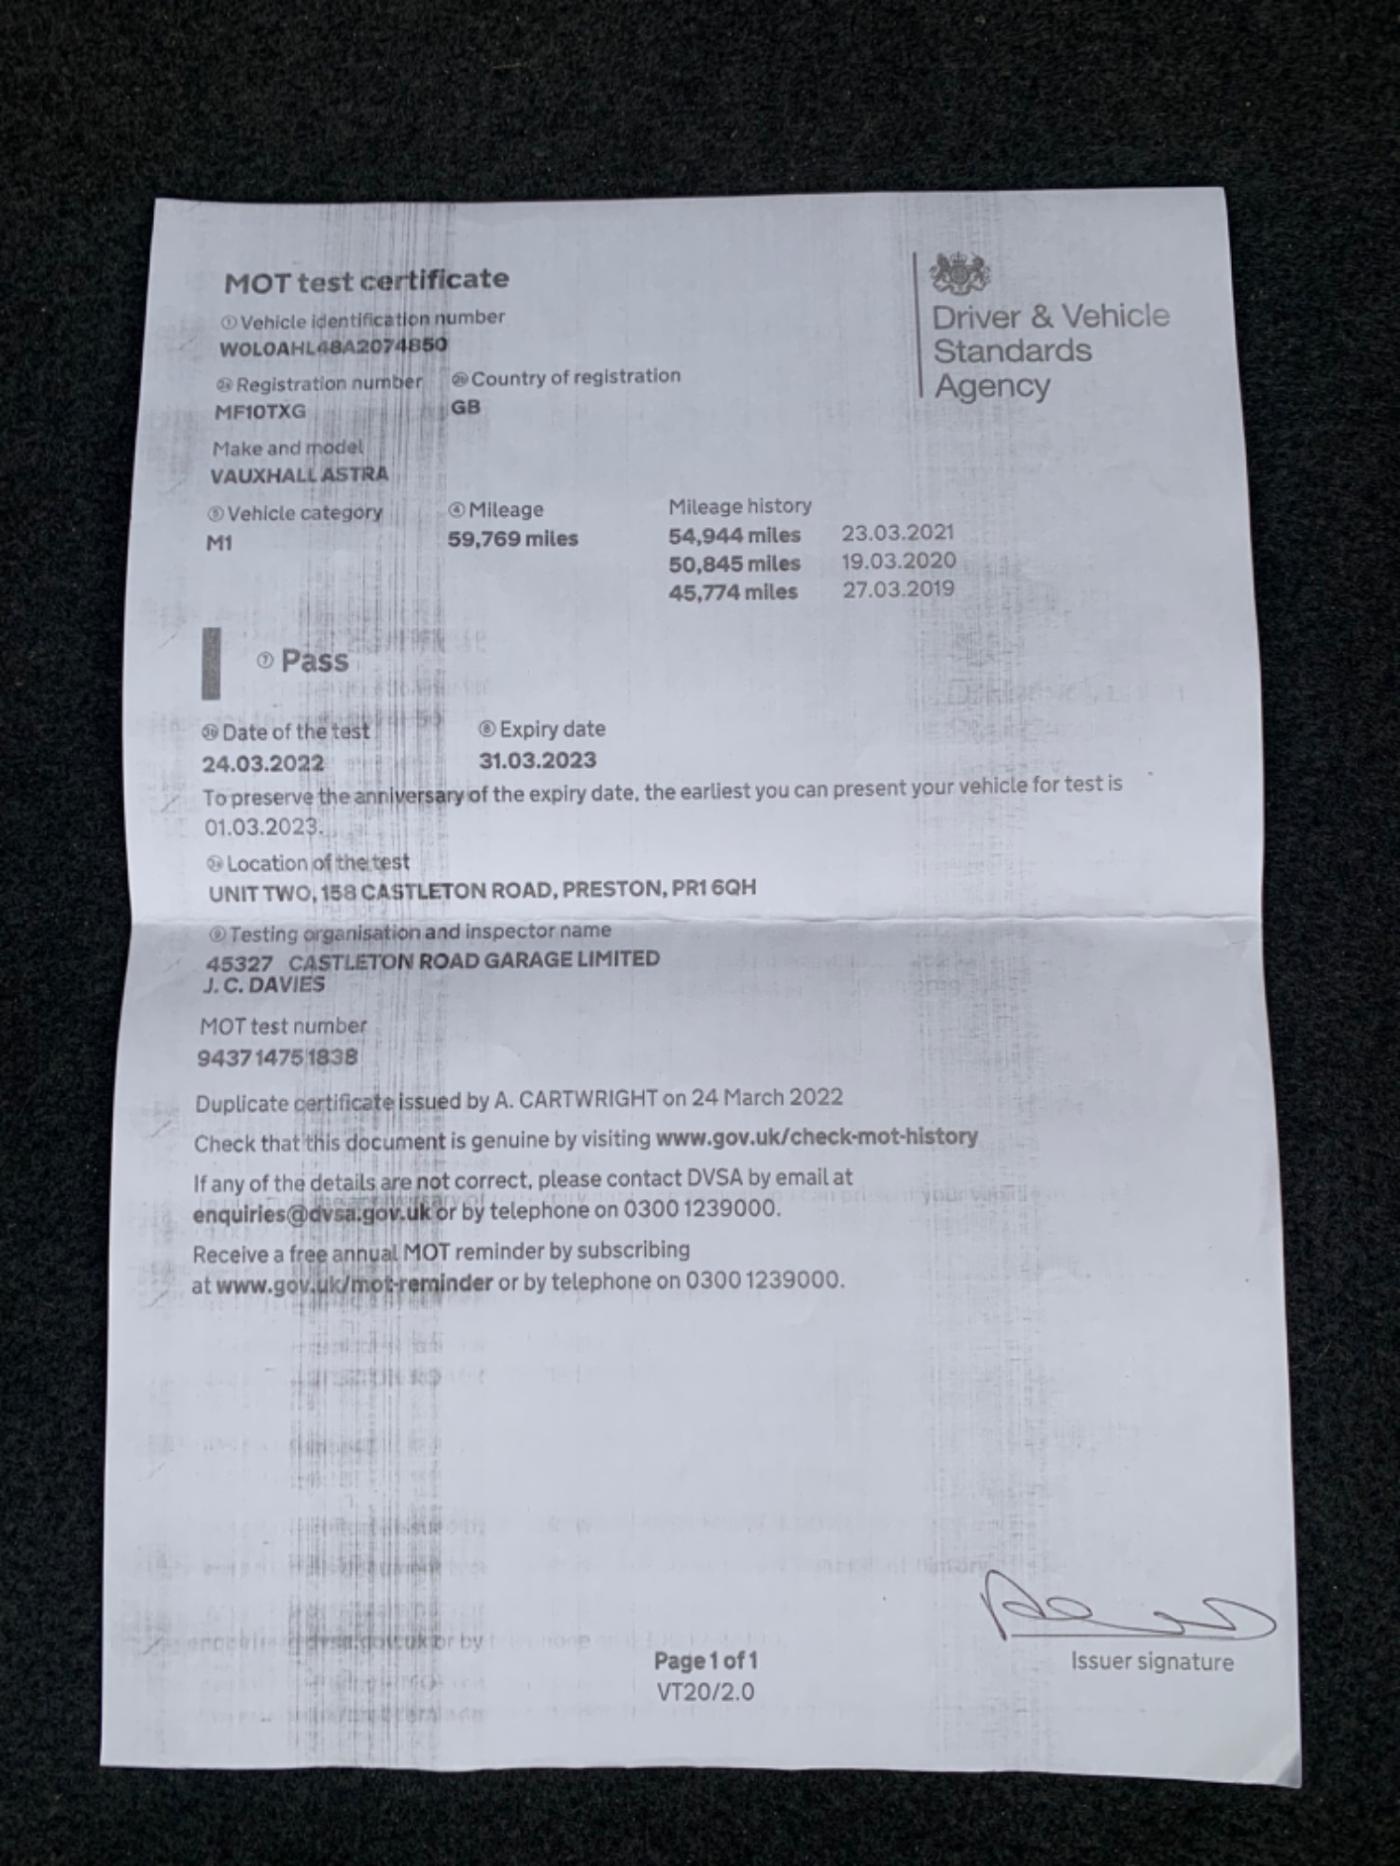 MOT test certificate
① Vehicle identification number
W0L0AHL48A2074850
Registration number
MF10TXG
Country of registration
GB
Make and model
VAUXHALL ASTRA
⑤ Vehicle category
M1
④ Mileage
59,769 miles
Mileage history
54,944 miles 23.03.2021
50,845 miles 19.03.2020
45,774 miles 27.03.2019
Driver & Vehicle
Standards
Agency
⑦ Pass
Date of the test
24.03.2022
⑧ Expiry date
31.03.2023
To preserve the anniversary of the expiry date, the earliest you can present your vehicle for test is
01.03.2023.
Location of the test
UNIT TWO, 158 CASTLETON ROAD, PRESTON, PR1 6QH
⑨ Testing organisation and inspector name
45327 CASTLETON ROAD GARAGE LIMITED
J. C. DAVIES
MOT test number
943714751838
Duplicate certificate issued by A. CARTWRIGHT on 24 March 2022
Check that this document is genuine by visiting www.gov.uk/check-mot-history
If any of the details are not correct, please contact DVSA by email at
enquiries@dvsa.gov.uk or by telephone on 0300 1239000.
Receive a free annual MOT reminder by subscribing
at www.gov.uk/mot-reminder or by telephone on 0300 1239000.
Page 1 of 1
VT20/2.0
Issuer signature